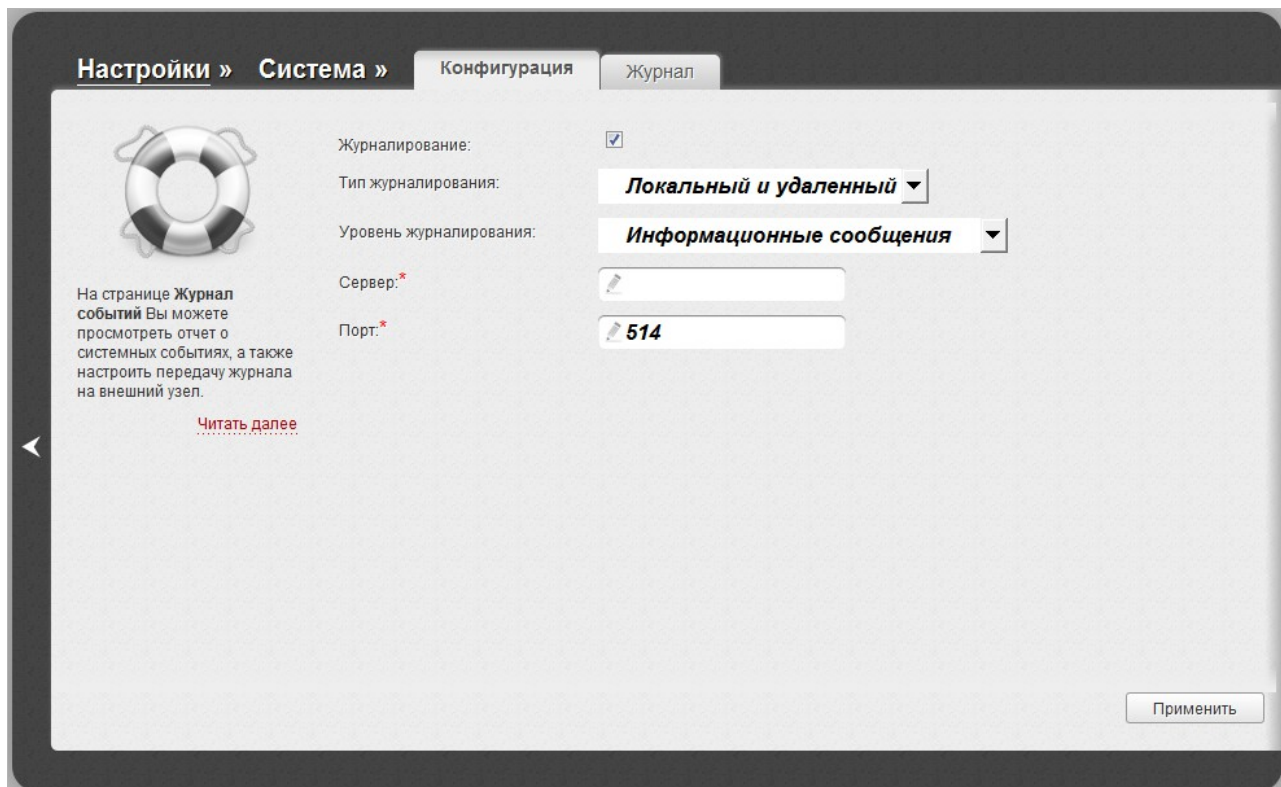 Настройки » Система » Конфигурация Журнал
Журналирование:
Тип журналирования: Локальный и удаленный
Уровень журналирования: Информационные сообщения
Сервер:*
Порт:* 514
На странице Журнал
событий Вы можете
просмотреть отчет о
системных событиях, а также
настроить передачу журнала
на внешний узел.
Читать далее
Применить